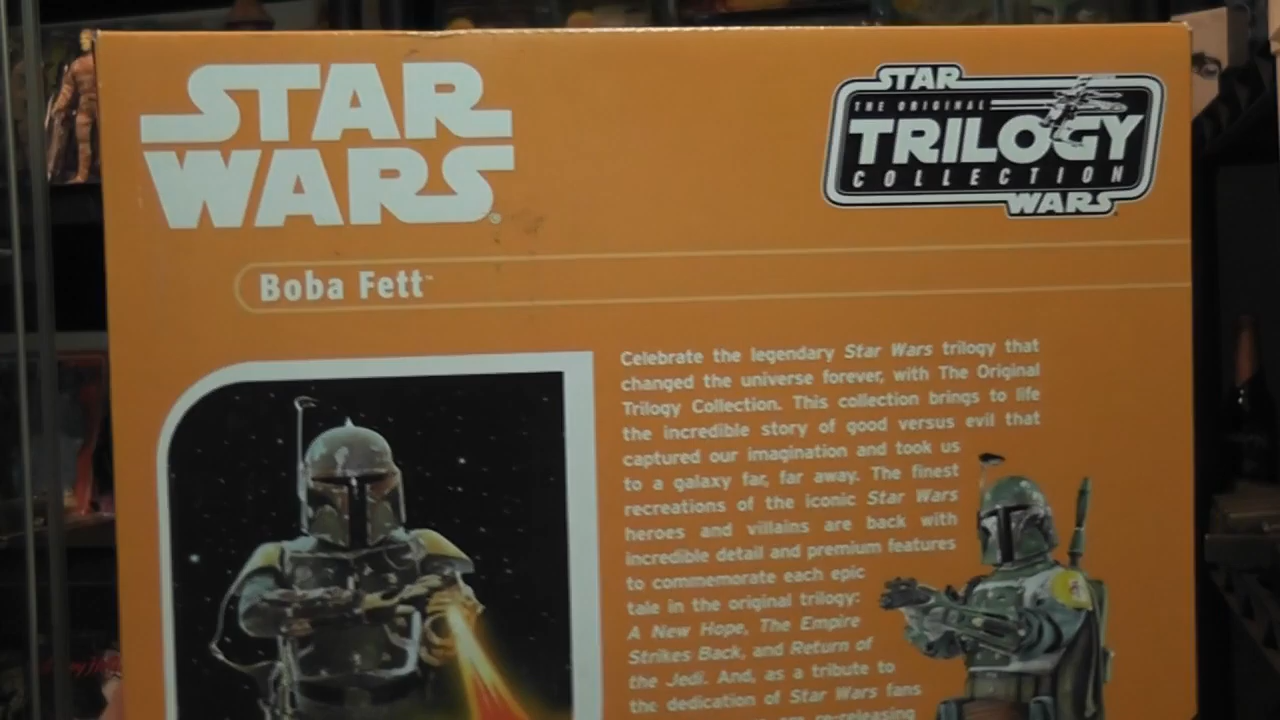 STAR
WARS®
STAR
THE ORIGINAL
TRILOGY
COLLECTION
WARS
Boba Fett™
Celebrate the legendary Star Wars trilogy that
changed the universe forever, with The Original
Trilogy Collection. This collection brings to life
the incredible story of good versus evil that
captured our imagination and took us
to a galaxy far, far away. The finest
recreations of the iconic Star Wars
heroes and villains are back with
incredible detail and premium features
to commemorate each epic
tale in the original trilogy:
A New Hope, The Empire
Strikes Back, and Return of
the Jedi. And, as a tribute to
the dedication of Star Wars fans
re-releasing